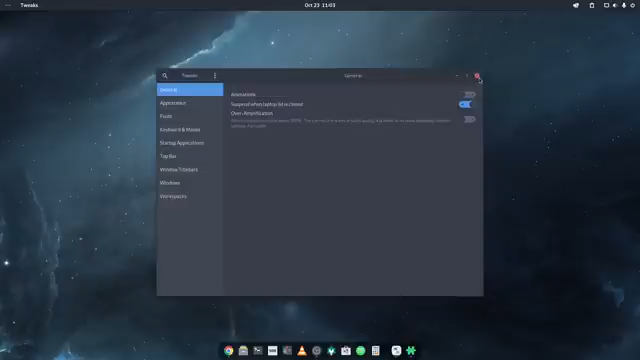 Tweaks
Oct 23 11:03
Tweaks
General
General
Appearance
Fonts
Keyboard & Mouse
Startup Applications
Top Bar
Window Titlebars
Windows
Workspaces
Animations
Suspend when laptop lid is closed
Over-Amplification